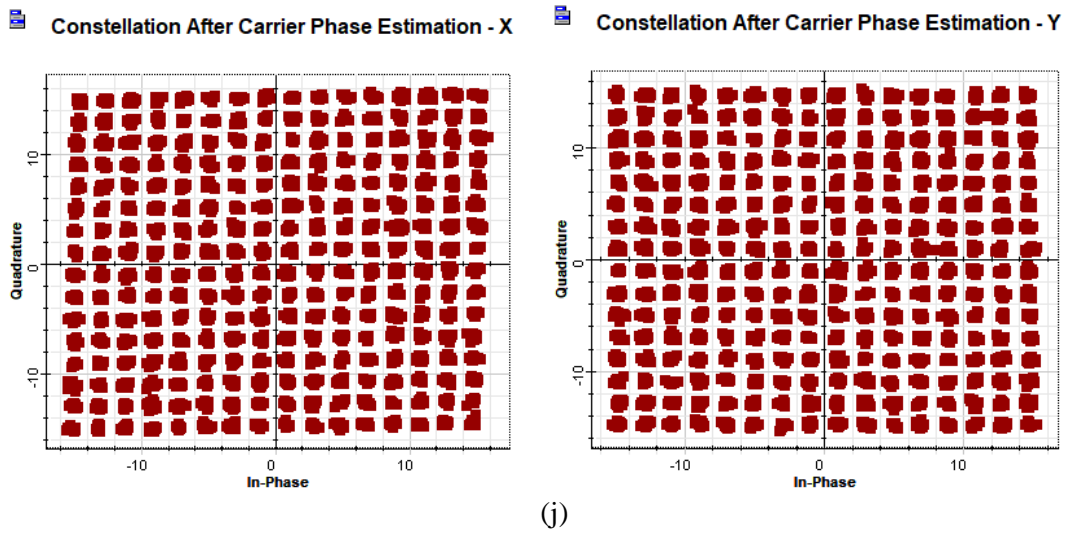 Constellation After Carrier Phase Estimation - X
Constellation After Carrier Phase Estimation - Y
Quadrature
10
0
-10
-10
0
10
In-Phase
Quadrature
10
0
-10
-10
0
10
In-Phase
(j)